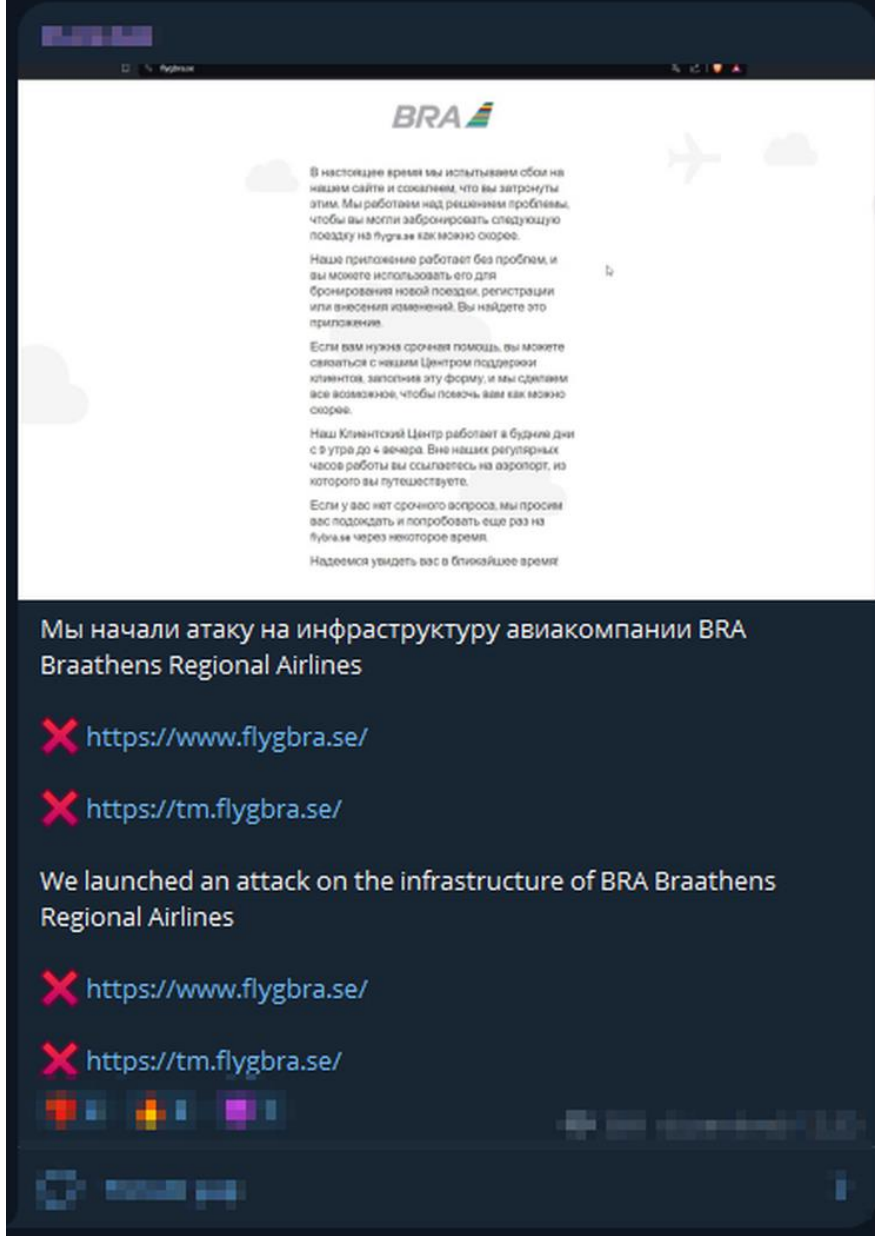 flygbra.se
BRA
В настоящее время мы испытываем сбои на
нашем сайте и сожалеем, что вы затронуты
этим. Мы работаем над решением проблемы,
чтобы вы могли забронировать следующую
поездку на flygra.se как можно скорее.
Наше приложение работает без проблем, и
вы можете использовать его для
бронирования новой поездки, регистрации
или внесения изменений. Вы найдете это
приложение.
Если вам нужна срочная помощь, вы можете
связаться с нашим Центром поддержки
клиентов, заполнив эту форму, и мы сделаем
все возможное, чтобы помочь вам как можно
скорее.
Наш Клиентский Центр работает в будние дни
с 9 утра до 4 вечера. Вне наших регулярных
часов работы вы ссылаетесь на аэропорт, из
которого вы путешествуете.
Если у вас нет срочного вопроса, мы просим
вас подождать и попробовать еще раз на
flybra.se через некоторое время.
Надеемся увидеть вас в ближайшее время!
Мы начали атаку на инфраструктуру авиакомпании BRA
Braathens Regional Airlines
❌ https://www.flygbra.se/
❌ https://tm.flygbra.se/
We launched an attack on the infrastructure of BRA Braathens
Regional Airlines
❌ https://www.flygbra.se/
❌ https://tm.flygbra.se/